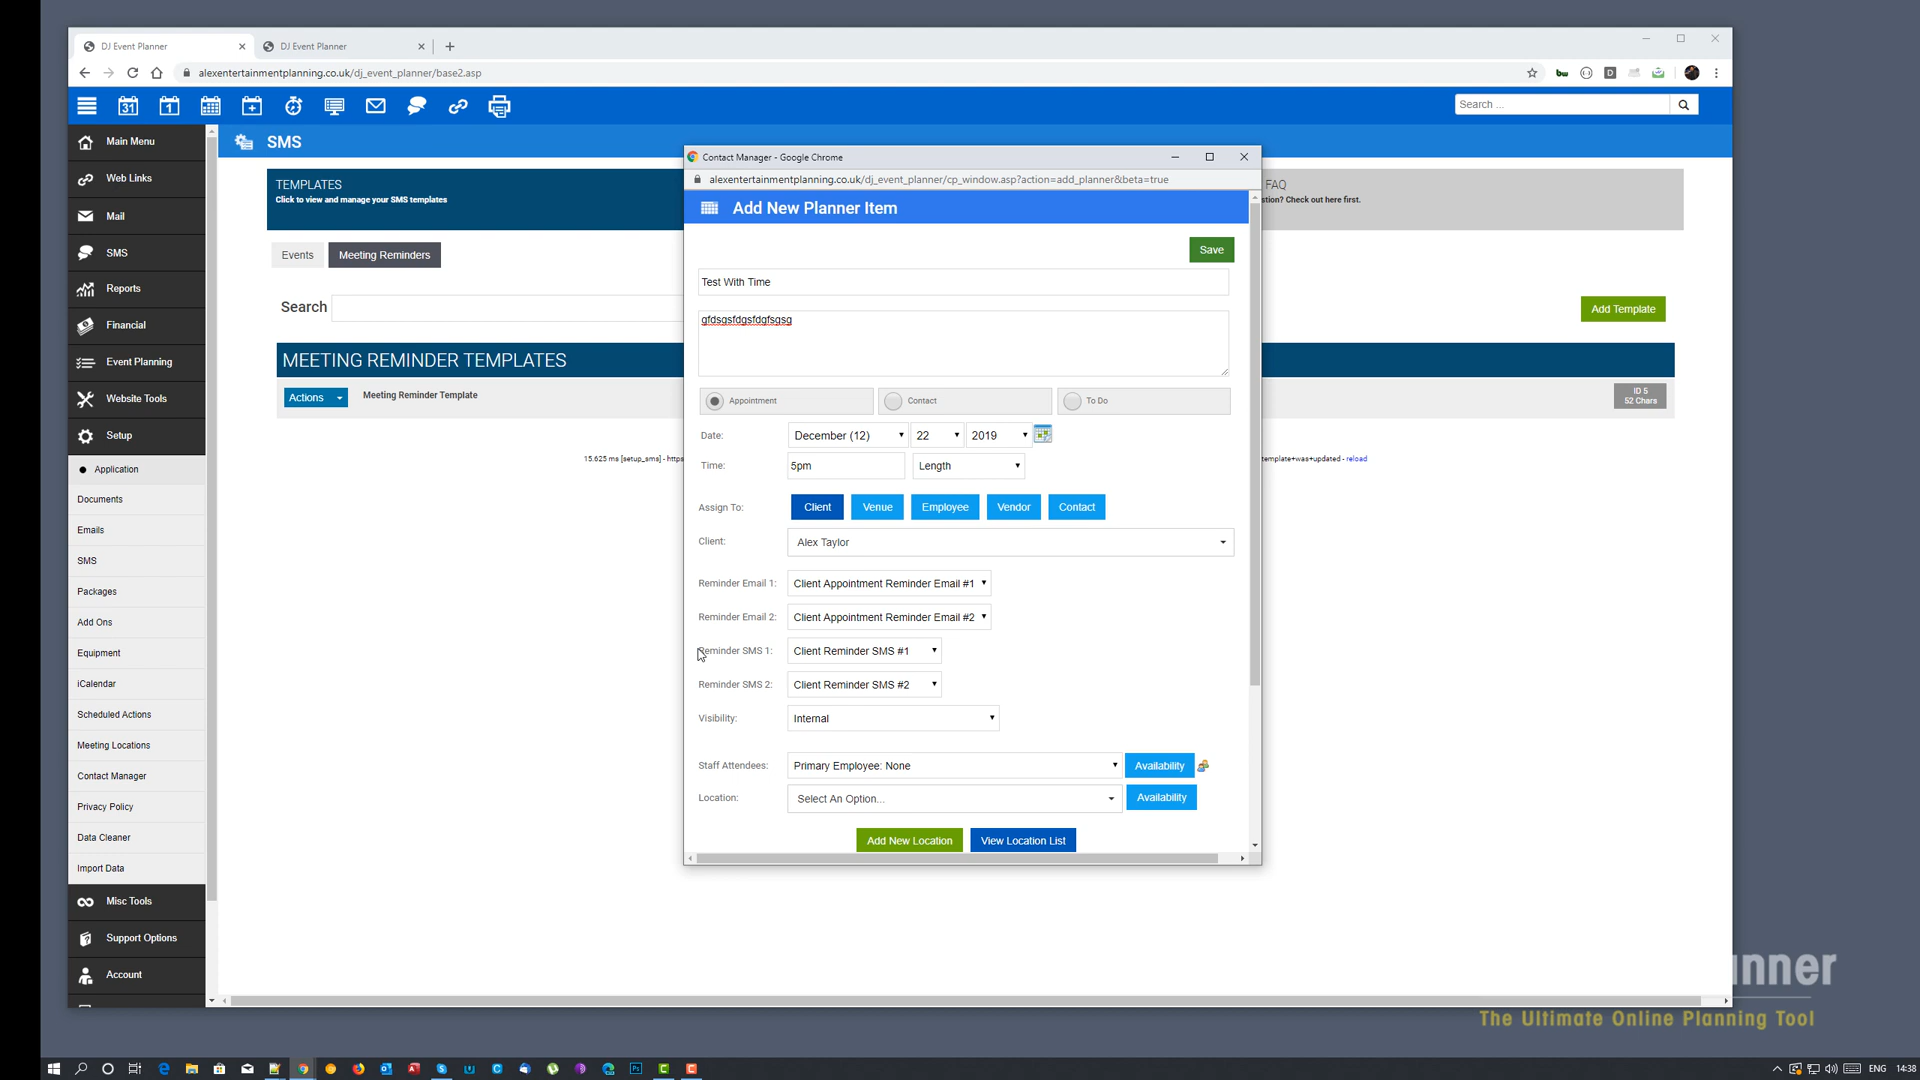 DJ Event Planner
DJ Event Planner
alexentertainmentplanning.co.uk/dj_event_planner/base2.asp
31
1
Search ...
Main Menu
Web Links
Mail
SMS
Reports
Financial
Event Planning
Website Tools
Setup
Application
Documents
Emails
SMS
Packages
Add Ons
Equipment
iCalendar
Scheduled Actions
Meeting Locations
Contact Manager
Privacy Policy
Data Cleaner
Import Data
Misc Tools
Support Options
Account
SMS
TEMPLATES
Click to view and manage your SMS templates
FAQ
stion? Check out here first.
Events
Meeting Reminders
Search
Add Template
MEETING REMINDER TEMPLATES
Actions
Meeting Reminder Template
ID 5
52 Chars
15.625 ms [setup_sms] - https
template+was+updated - reload
Contact Manager - Google Chrome
alexentertainmentplanning.co.uk/dj_event_planner/cp_window.asp?action=add_planner&beta=true
Add New Planner Item
Save
Test With Time
gfdsgsfdgsfdgfsgsg
Appointment
Contact
To Do
Date:
December (12)
22
2019
Time:
5pm
Length
Assign To:
Client
Venue
Employee
Vendor
Contact
Client:
Alex Taylor
Reminder Email 1:
Client Appointment Reminder Email #1
Reminder Email 2:
Client Appointment Reminder Email #2
Reminder SMS 1:
Client Reminder SMS #1
Reminder SMS 2:
Client Reminder SMS #2
Visibility:
Internal
Staff Attendees:
Primary Employee: None
Availability
Location:
Select An Option...
Availability
Add New Location
View Location List
nner
The Ultimate Online Planning Tool
ENG
14:38